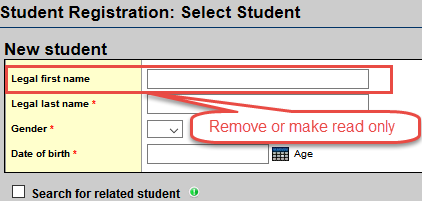 Student Registration: Select Student
New student
Legal first name
Legal last name *
Gender *
Remove or make read only
Date of birth *
Age
Search for related student